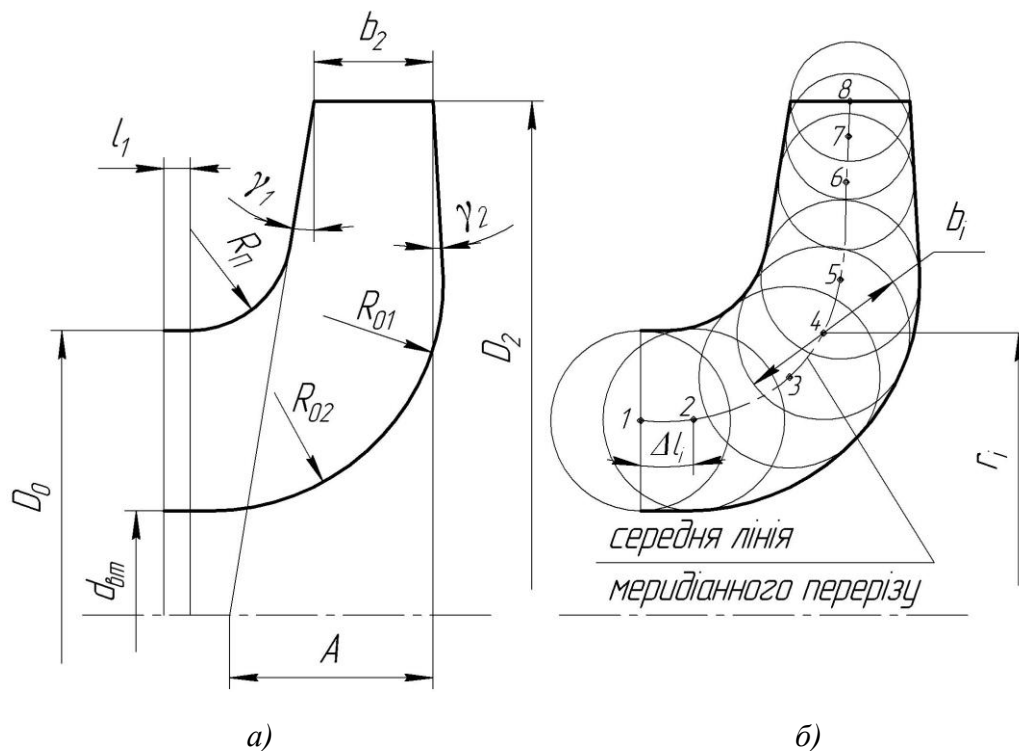 b₂
l₁
γ₁
γ₂
Rп
R₀₁
R₀₂
D₀
dвт
D₂
A
а)
8
7
6
bᵢ
5
4
3
1
2
Δlᵢ
rᵢ
середня лінія
меридіанного перерізу
б)